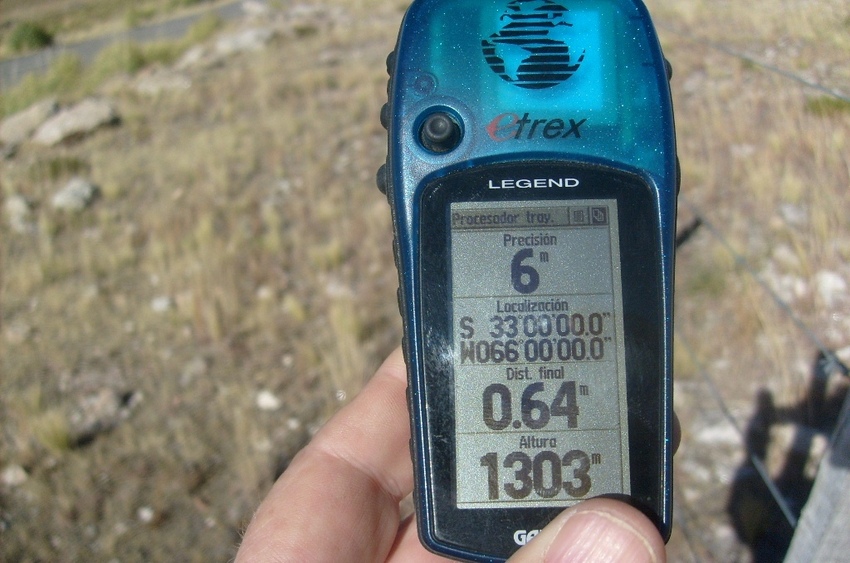 etrex
LEGEND
Procesador tray.
Precisión
6 m
Localización
S 33°00'00.0"
W066°00'00.0"
Dist. final
0.64 m
Altura
1303 m